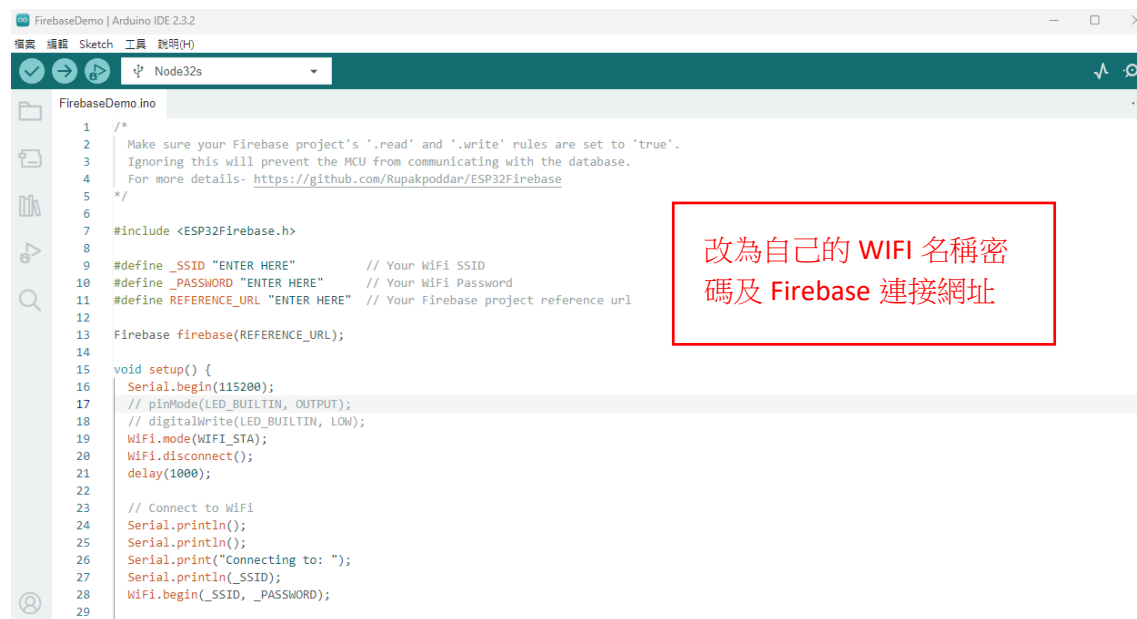 FirebaseDemo | Arduino IDE 2.3.2
檔案 編輯 Sketch 工具 說明(H)
Node32s
FirebaseDemo.ino
1 /*
2 Make sure your Firebase project's '.read' and '.write' rules are set to 'true'.
3 Ignoring this will prevent the MCU from communicating with the database.
4 For more details- https://github.com/Rupakpoddar/ESP32Firebase
5 */
6
7 #include <ESP32Firebase.h>
8
9 #define _SSID "ENTER HERE" // Your WiFi SSID
10 #define _PASSWORD "ENTER HERE" // Your WiFi Password
11 #define REFERENCE_URL "ENTER HERE" // Your Firebase project reference url
12
13 Firebase firebase(REFERENCE_URL);
14
15 void setup() {
16 Serial.begin(115200);
17 // pinMode(LED_BUILTIN, OUTPUT);
18 // digitalWrite(LED_BUILTIN, LOW);
19 WiFi.mode(WIFI_STA);
20 WiFi.disconnect();
21 delay(1000);
22
23 // Connect to WiFi
24 Serial.println();
25 Serial.println();
26 Serial.print("Connecting to: ");
27 Serial.println(_SSID);
28 WiFi.begin(_SSID, _PASSWORD);
29
改為自己的 WIFI 名稱密
碼及 Firebase 連接網址